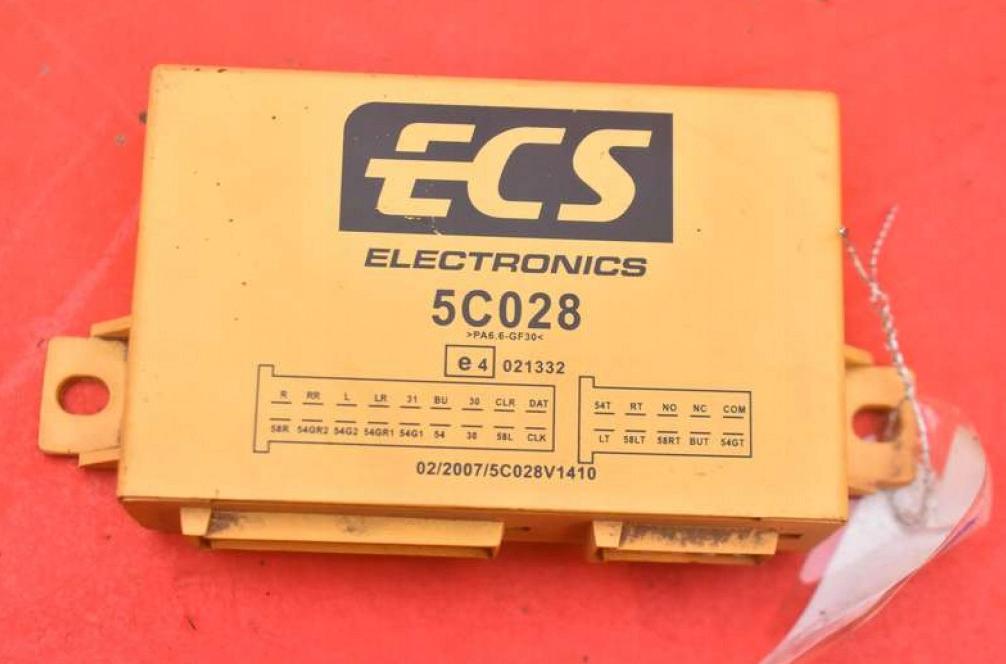 ECS
ELECTRONICS
5C028
>PA6.6-GF30<
e4 021332
R RR L LR 31 BU 30 CLR DAT
58R 54GR2 54G2 54GR1 54G1 54 30 58L CLK
54T RT NO NC COM
LT 58LT 58RT BUT 54GT
02/2007/5C028V1410